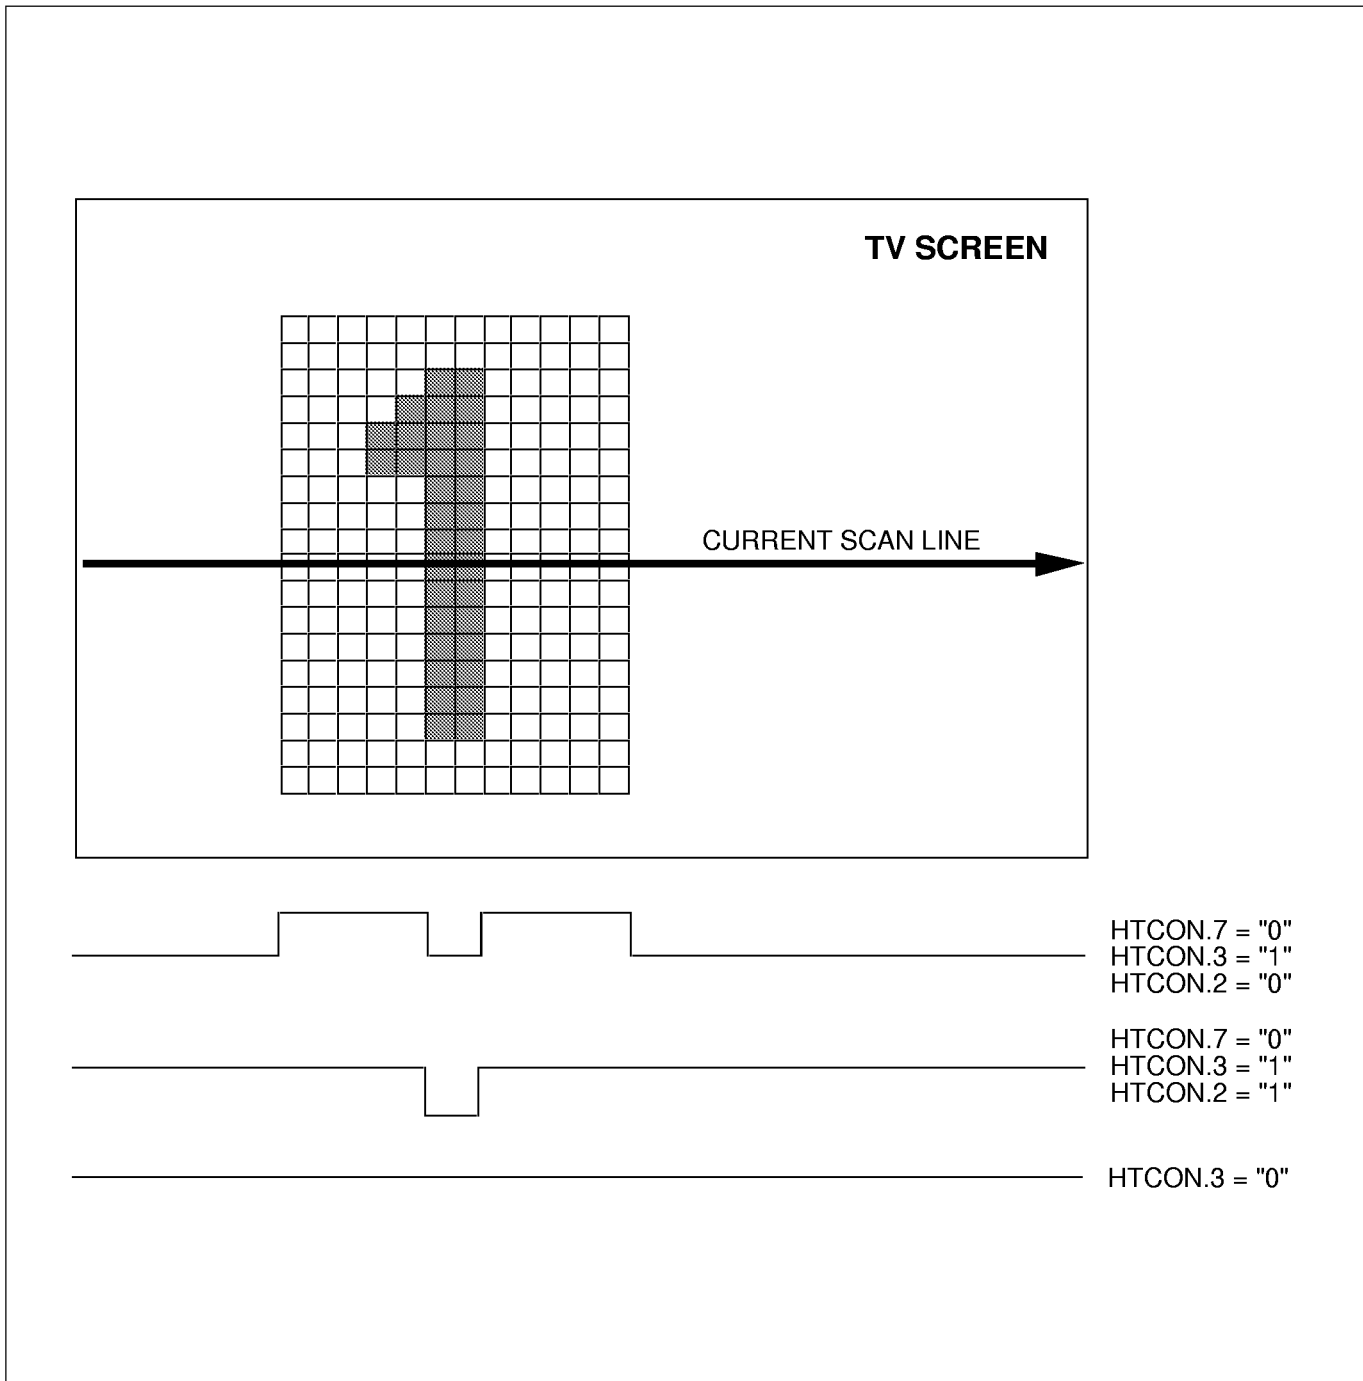 TV SCREEN
CURRENT SCAN LINE
HTCON.7 = "0"
HTCON.3 = "1"
HTCON.2 = "0"
HTCON.7 = "0"
HTCON.3 = "1"
HTCON.2 = "1"
HTCON.3 = "0"